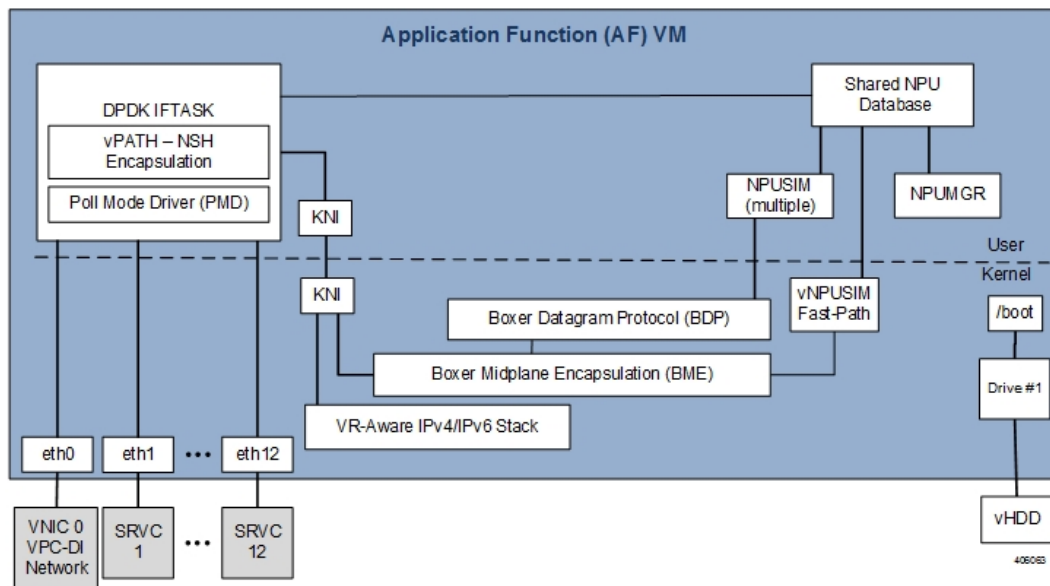 Application Function (AF) VM
DPDK IFTASK
vPATH – NSH
Encapsulation
Poll Mode Driver (PMD)
Shared NPU
Database
KNI
NPUSIM
(multiple)
NPUMGR
User
Kernel
KNI
vNPUSIM
Fast-Path
/boot
Boxer Datagram Protocol (BDP)
Boxer Midplane Encapsulation (BME)
Drive #1
VR-Aware IPv4/IPv6 Stack
eth0
eth1
•••
eth12
VNIC 0
VPC-DI
Network
SRVC
1
•••
SRVC
12
vHDD
406063